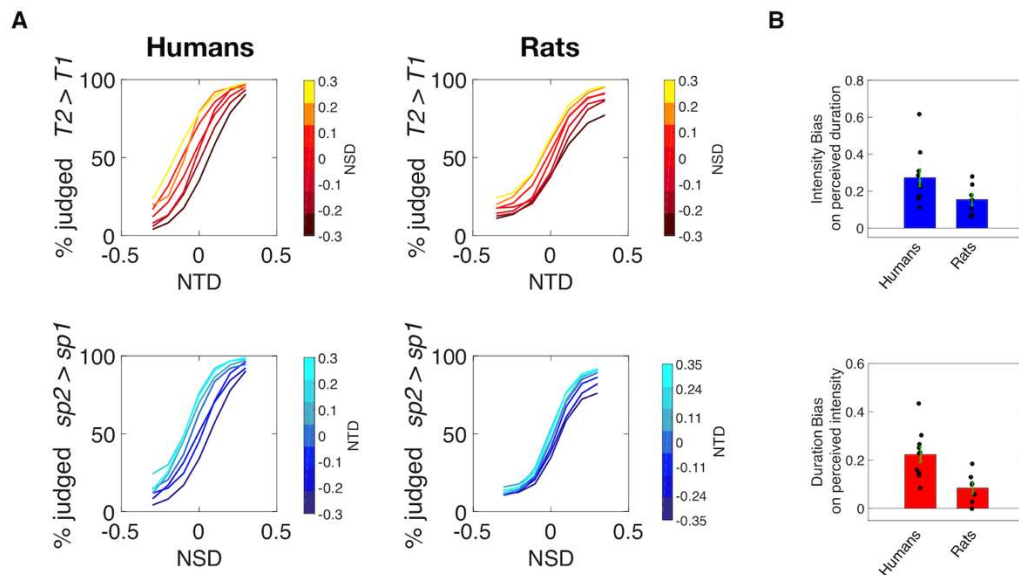 A
B
Humans
Rats
% judged T2 > T1
100
50
0
-0.5
0
0.5
NTD
0.3
0.2
0.1
0
-0.1
-0.2
-0.3
NSD
% judged T2 > T1
100
50
0
-0.5
0
0.5
NTD
0.3
0.2
0.1
0
-0.1
-0.2
-0.3
NSD
Intensity Bias
on perceived duration
0.8
0.6
0.4
0.2
0
Humans
Rats
% judged sp2 > sp1
100
50
0
-0.5
0
0.5
NSD
0.3
0.2
0.1
0
-0.1
-0.2
-0.3
NTD
% judged sp2 > sp1
100
50
0
-0.5
0
0.5
NSD
0.35
0.24
0.11
0
-0.11
-0.24
-0.35
NTD
Duration Bias
on perceived intensity
0.6
0.4
0.2
0
Humans
Rats